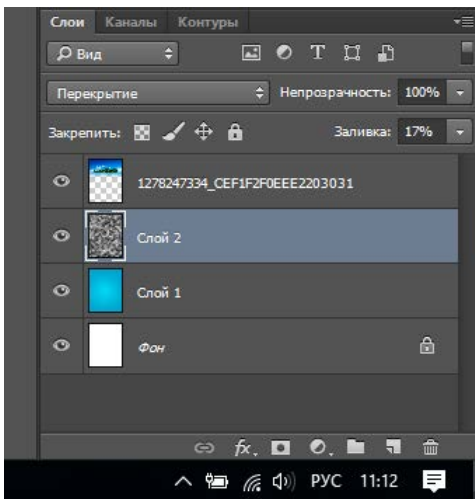 Слои Каналы Контуры
Вид T
Перекрытие Непрозрачность: 100%
Закрепить: Заливка: 17%
1278247334_CEF1F2F0EEE2203031
Слой 2
Слой 1
Фон
fx.
РУС 11:12